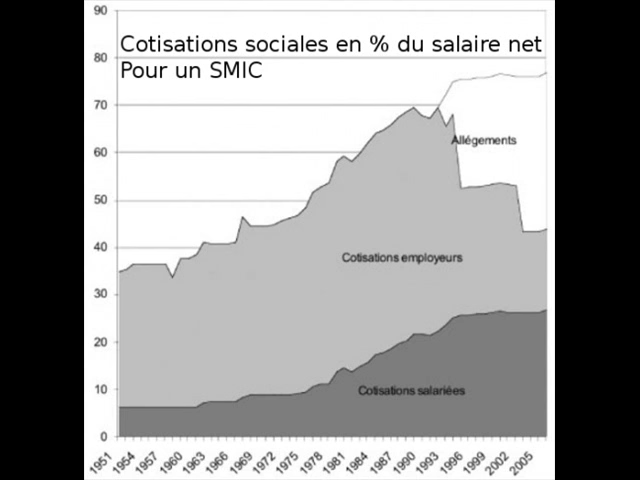 90
Cotisations sociales en % du salaire net
80
Pour un SMIC
70
Allégements
60
50
40
Cotisations employeurs
30
20
10
Cotisations salariées
0
1951 1954 1957 1960 1963 1966 1969 1972 1975 1978 1981 1984 1987 1990 1993 1996 1999 2002 2005